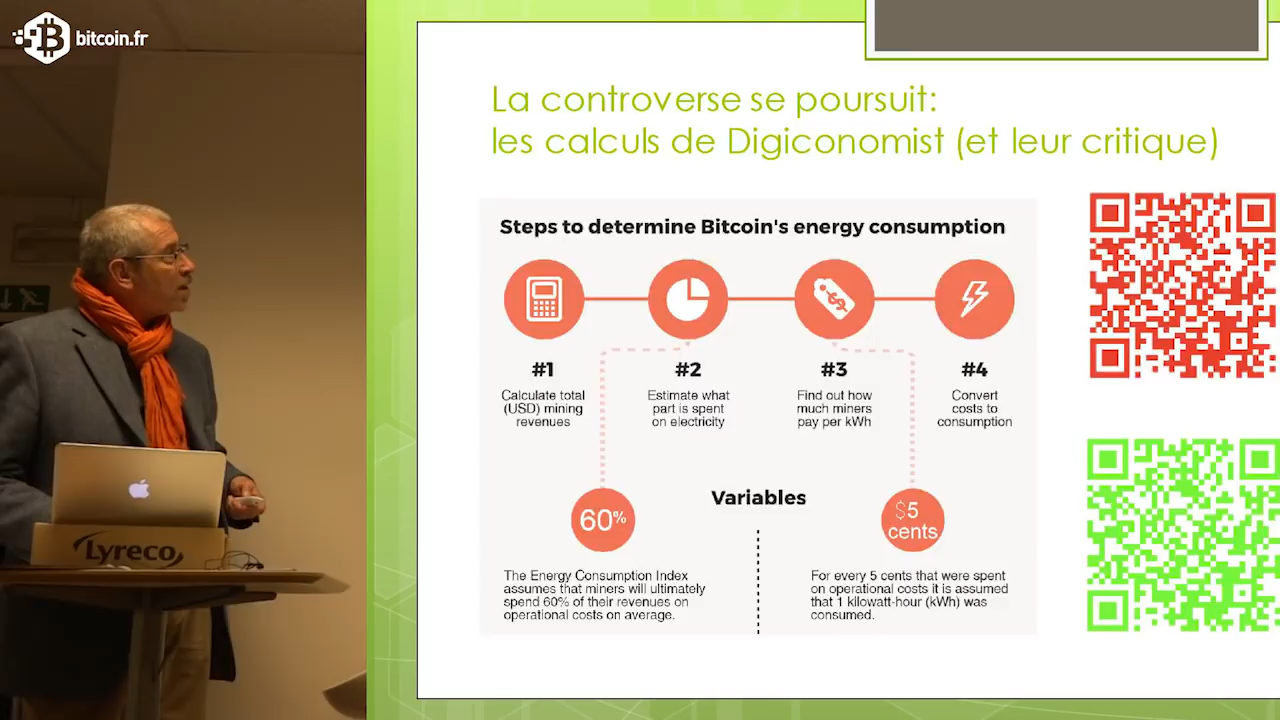 bitcoin.fr
La controverse se poursuit:
les calculs de Digiconomist (et leur critique)
Steps to determine Bitcoin's energy consumption
#1
Calculate total
(USD) mining
revenues
#2
Estimate what
part is spent
on electricity
#3
Find out how
much miners
pay per kWh
#4
Convert
costs to
consumption
Variables
60%
The Energy Consumption Index
assumes that miners will ultimately
spend 60% of their revenues on
operational costs on average.
$5
cents
For every 5 cents that were spent
on operational costs it is assumed
that 1 kilowatt-hour (kWh) was
consumed.
Lyreco